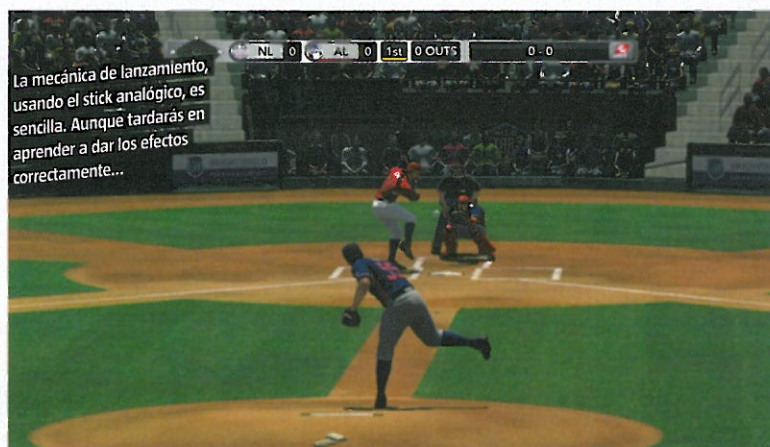 NL 0 AL 0 1st 0 OUTS 0 - 0
La mecánica de lanzamiento,
usando el stick analógico, es
sencilla. Aunque tardarás en
aprender a dar los efectos
correctamente...